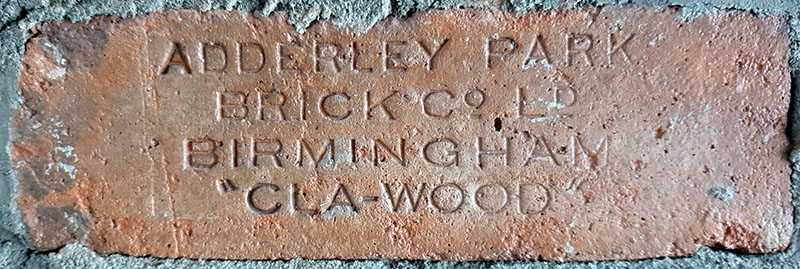 ADDERLEY PARK
BRICK Cº Lᴰ
BIRMINGHAM
"CLA-WOOD"